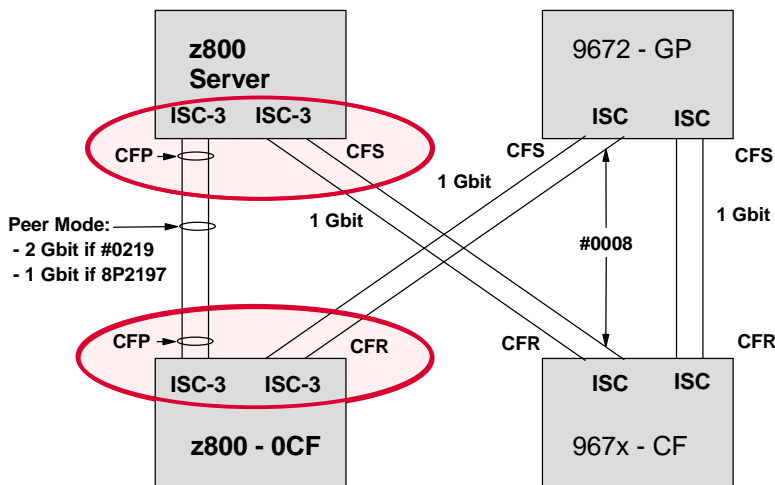 z800
Server
9672 - GP
ISC-3 ISC-3
ISC
ISC
CFP
CFS
CFS
CFS
1 Gbit
1 Gbit
1 Gbit
Peer Mode:
- 2 Gbit if #0219
- 1 Gbit if 8P2197
#0008
CFP
CFR
CFR
CFR
ISC-3 ISC-3
ISC
ISC
z800 - 0CF
967x - CF